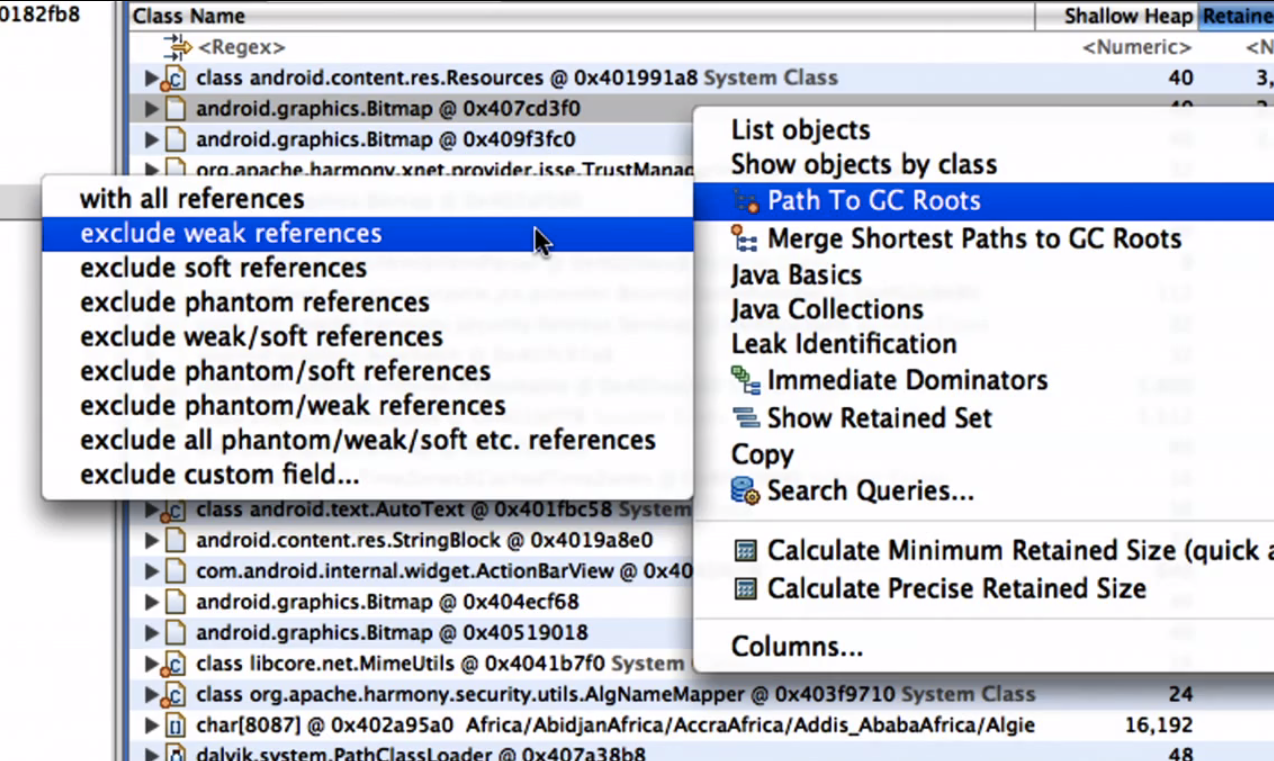 0182fb8
Class Name Shallow Heap Retaine
<Regex> <Numeric> <N
class android.content.res.Resources @ 0x401991a8 System Class 40 3,
android.graphics.Bitmap @ 0x407cd3f0
android.graphics.Bitmap @ 0x409f3fc0
org.apache.harmony.xnet.provider.jsse.TrustManag
List objects
Show objects by class
Path To GC Roots
Merge Shortest Paths to GC Roots
Java Basics
Java Collections
Leak Identification
Immediate Dominators
Show Retained Set
Copy
Search Queries...
Calculate Minimum Retained Size (quick a
Calculate Precise Retained Size
Columns...
with all references
exclude weak references
exclude soft references
exclude phantom references
exclude weak/soft references
exclude phantom/soft references
exclude phantom/weak references
exclude all phantom/weak/soft etc. references
exclude custom field...
class android.text.AutoText @ 0x401fbc58 System
android.content.res.StringBlock @ 0x4019a8e0
com.android.internal.widget.ActionBarView @ 0x40
android.graphics.Bitmap @ 0x404ecf68
android.graphics.Bitmap @ 0x40519018
class libcore.net.MimeUtils @ 0x4041b7f0 System
class org.apache.harmony.security.utils.AlgNameMapper @ 0x403f9710 System Class 24
char[8087] @ 0x402a95a0 Africa/AbidjanAfrica/AccraAfrica/Addis_AbabaAfrica/Algie 16,192
dalvik.system.PathClassLoader @ 0x407a38b8 48